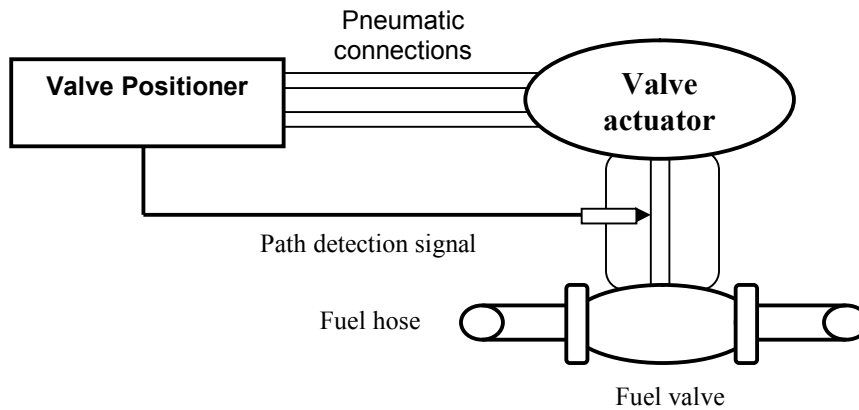 Pneumatic
connections
Valve Positioner
Valve
actuator
Path detection signal
Fuel hose
Fuel valve